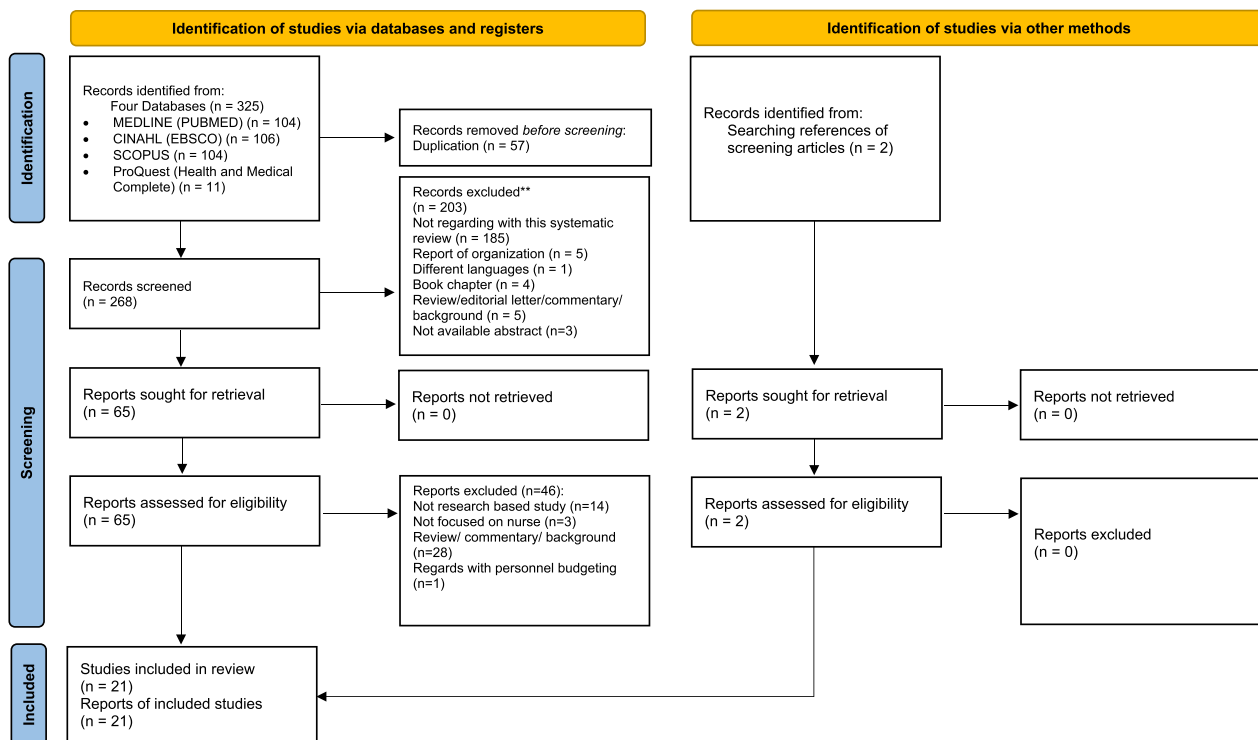 Identification of studies via databases and registers
Identification of studies via other methods
Identification
Records identified from:
Four Databases (n = 325)
• MEDLINE (PUBMED) (n = 104)
• CINAHL (EBSCO) (n = 106)
• SCOPUS (n = 104)
• ProQuest (Health and Medical
Complete) (n = 11)
Records removed before screening:
Duplication (n = 57)
Records identified from:
Searching references of
screening articles (n = 2)
Screening
Records screened
(n = 268)
Records excluded**
(n = 203)
Not regarding with this systematic
review (n = 185)
Report of organization (n = 5)
Different languages (n = 1)
Book chapter (n = 4)
Review/editorial letter/commentary/
background (n = 5)
Not available abstract (n=3)
Reports sought for retrieval
(n = 65)
Reports not retrieved
(n = 0)
Reports sought for retrieval
(n = 2)
Reports not retrieved
(n = 0)
Reports assessed for eligibility
(n = 65)
Reports excluded (n=46):
Not research based study (n=14)
Not focused on nurse (n=3)
Review/ commentary/ background
(n=28)
Regards with personnel budgeting
(n=1)
Reports assessed for eligibility
(n = 2)
Reports excluded
(n = 0)
Included
Studies included in review
(n = 21)
Reports of included studies
(n = 21)